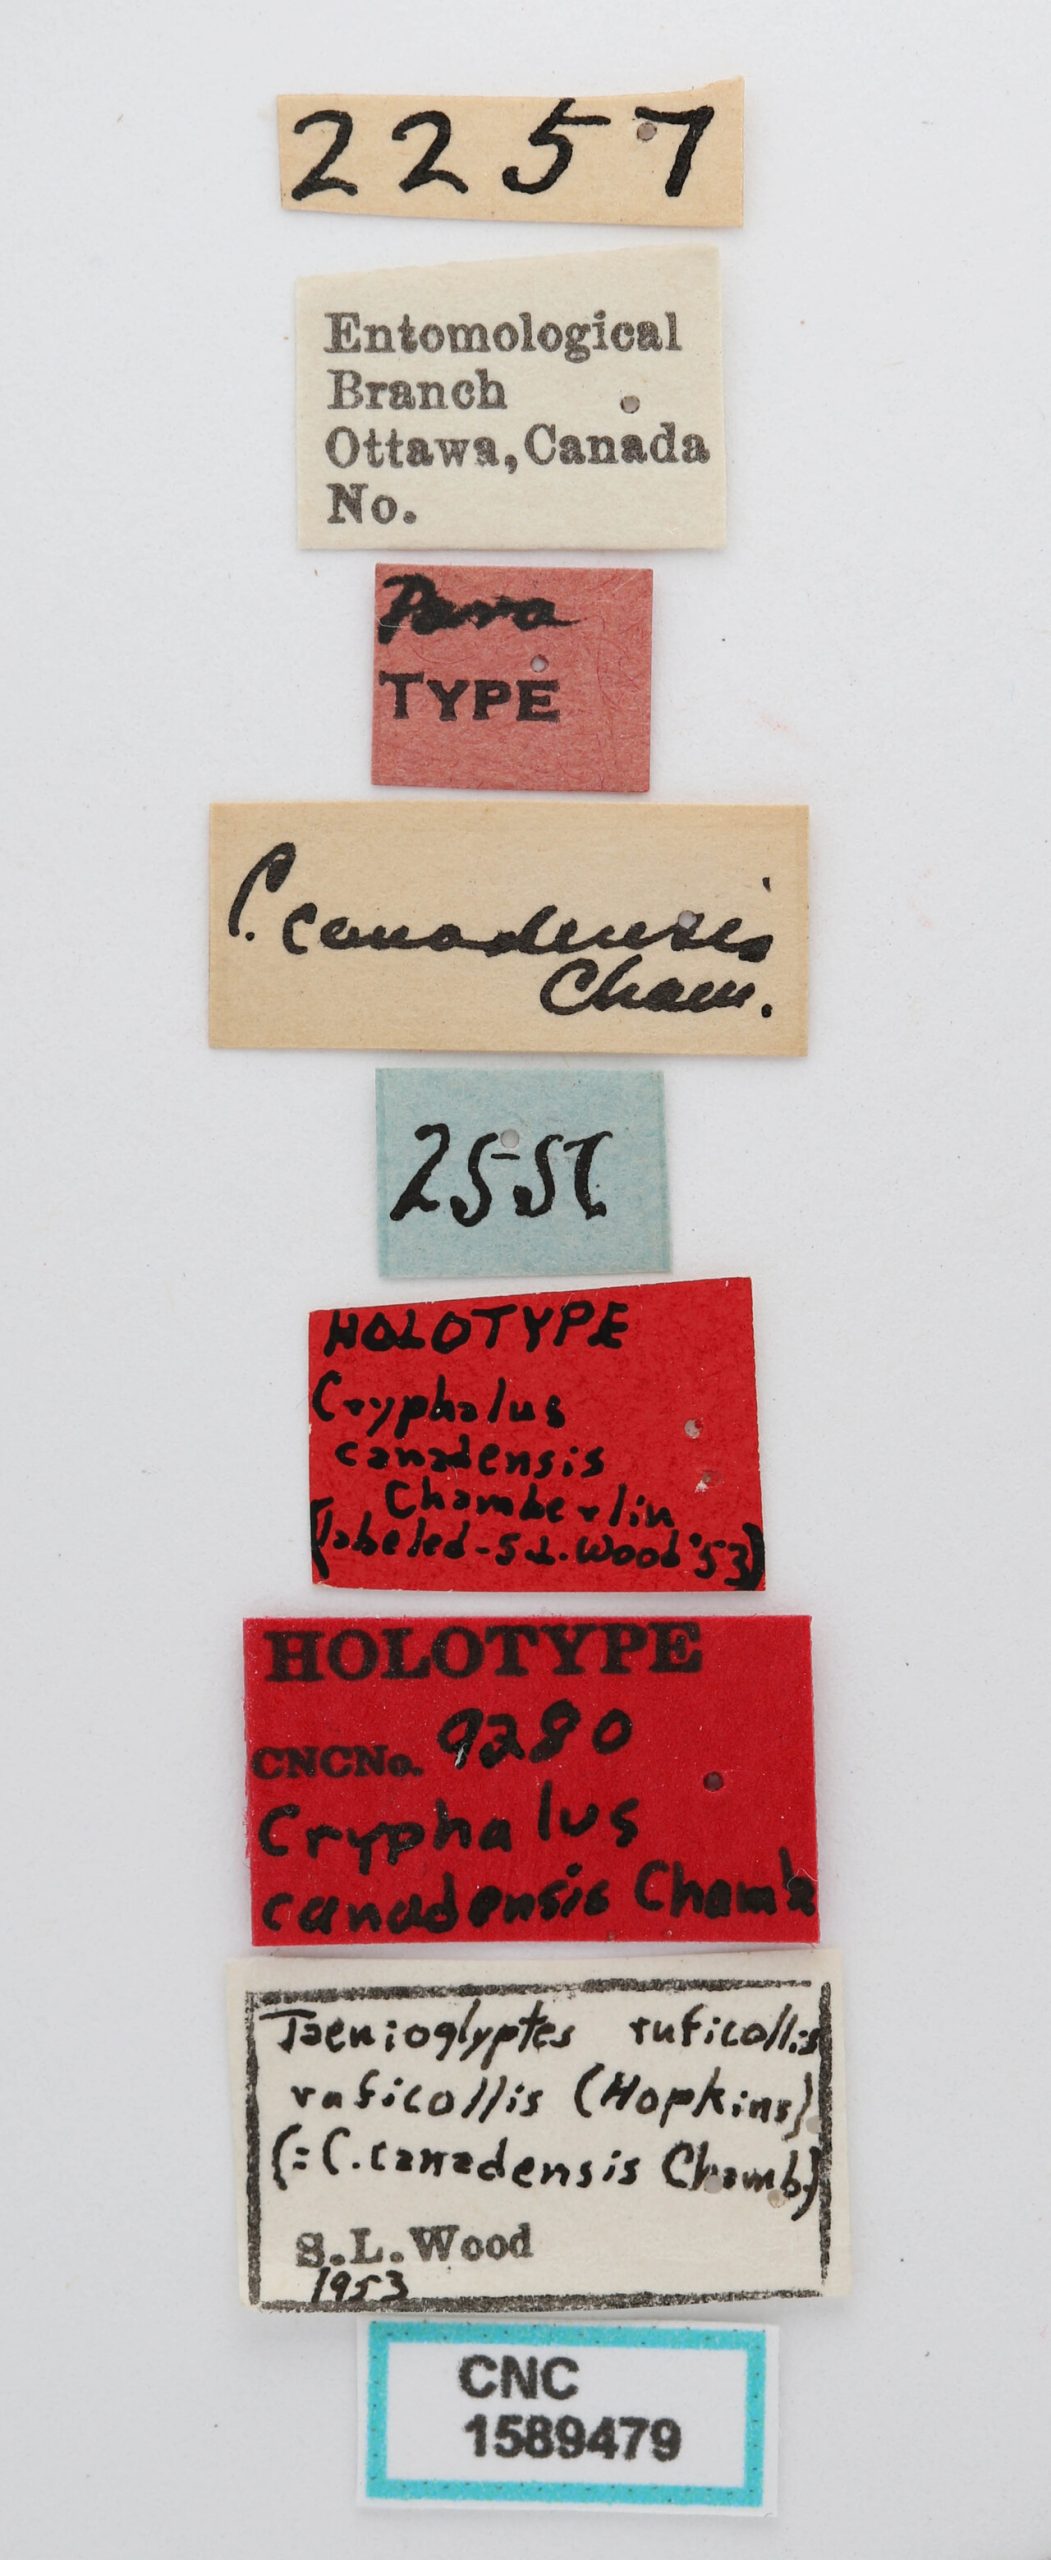 2257
Entomological
Branch
Ottawa, Canada
No.
Para
TYPE
C. canadensis
Cham.
HOLOTYPE
Cryphalus
canadensis
Chamberlin
(labeled - S.L. Wood '53)
HOLOTYPE
CNCNo. 9280
Cryphalus
canadensis Chamb
Taenioglyptes ruficollis
ruficollis (Hopkins)
(= C. canadensis Chamb.)
S.L. Wood
1953
CNC
1589479